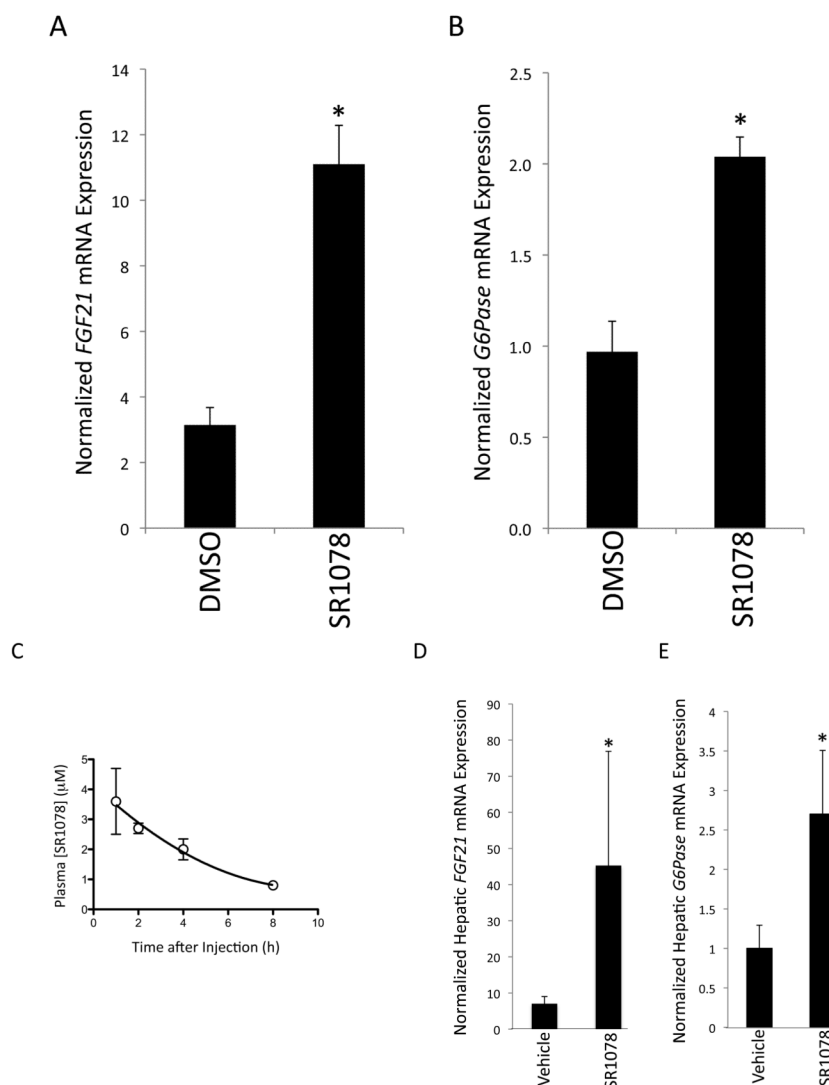 A
Normalized FGF21 mRNA Expression
14
12
10
8
6
4
2
0
*
DMSO
SR1078
B
Normalized G6Pase mRNA Expression
2.5
2.0
1.5
1.0
0.5
0.0
*
DMSO
SR1078
C
Plasma [SR1078] (μM)
5
4
3
2
1
0
0
2
4
6
8
10
Time after Injection (h)
D
Normalized Hepatic FGF21 mRNA Expression
90
80
70
60
50
40
30
20
10
0
*
Vehicle
SR1078
E
Normalized Hepatic G6Pase mRNA Expression
4
3.5
3
2.5
2
1.5
1
0.5
0
*
Vehicle
SR1078